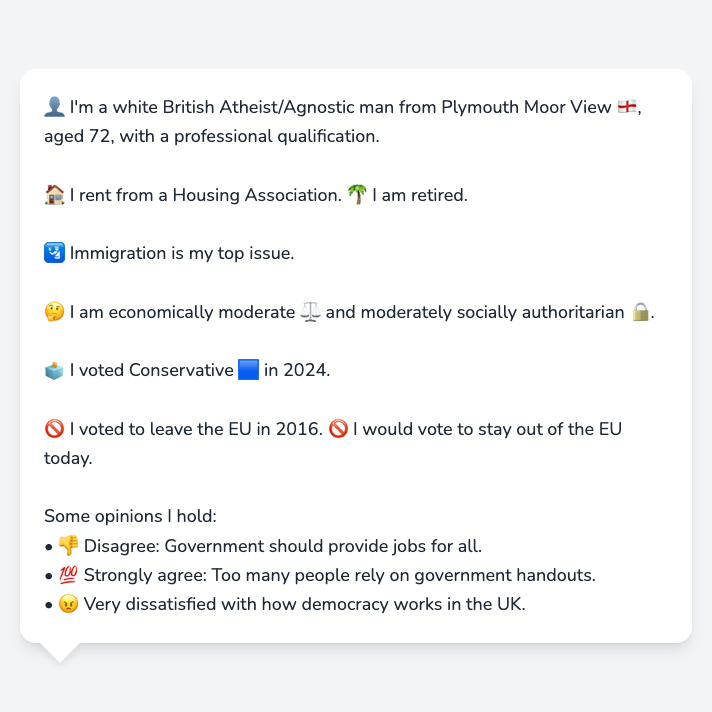 👤 I'm a white British Atheist/Agnostic man from Plymouth Moor View 🏴󠁧󠁢󠁥󠁮󠁧󠁿,
aged 72, with a professional qualification.
🏠 I rent from a Housing Association. 🌴 I am retired.
🛂 Immigration is my top issue.
🤔 I am economically moderate ⚖️ and moderately socially authoritarian 🔒.
🗳️ I voted Conservative 🟦 in 2024.
🚫 I voted to leave the EU in 2016. 🚫 I would vote to stay out of the EU
today.
Some opinions I hold:
• 👎 Disagree: Government should provide jobs for all.
• 💯 Strongly agree: Too many people rely on government handouts.
• 😠 Very dissatisfied with how democracy works in the UK.